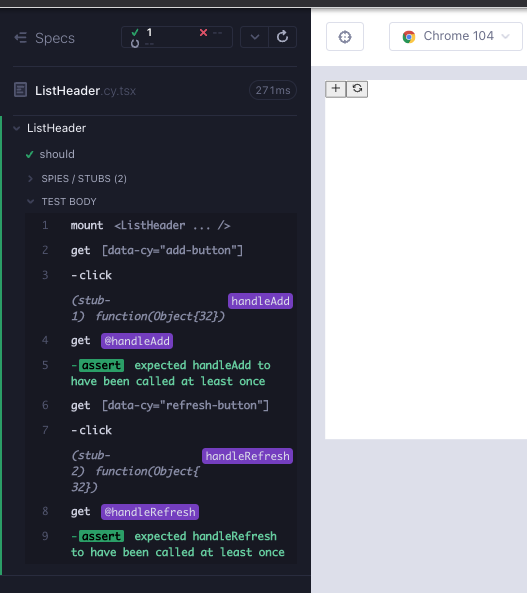 Specs
1
--
--
Chrome 104
ListHeader.cy.tsx
271ms
ListHeader
should
SPIES / STUBS (2)
TEST BODY
1 mount <ListHeader ... />
2 get [data-cy="add-button"]
3 -click
(stub-
1) function(Object{32})
handleAdd
4 get @handleAdd
5 -assert expected handleAdd to
have been called at least once
6 get [data-cy="refresh-button"]
7 -click
(stub-
2) function(Object{
32})
handleRefresh
8 get @handleRefresh
9 -assert expected handleRefresh
to have been called at least once